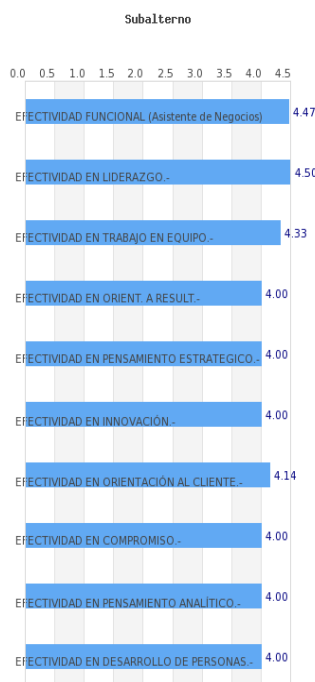 Subalterno
0.0 0.5 1.0 1.5 2.0 2.5 3.0 3.5 4.0 4.5
EFECTIVIDAD FUNCIONAL (Asistente de Negocios) 4.47
EFECTIVIDAD EN LIDERAZGO.- 4.50
EFECTIVIDAD EN TRABAJO EN EQUIPO.- 4.33
EFECTIVIDAD EN ORIENT. A RESULT.- 4.00
EFECTIVIDAD EN PENSAMIENTO ESTRATEGICO.- 4.00
EFECTIVIDAD EN INNOVACIÓN.- 4.00
EFECTIVIDAD EN ORIENTACIÓN AL CLIENTE.- 4.14
EFECTIVIDAD EN COMPROMISO.- 4.00
EFECTIVIDAD EN PENSAMIENTO ANALÍTICO.- 4.00
EFECTIVIDAD EN DESARROLLO DE PERSONAS.- 4.00